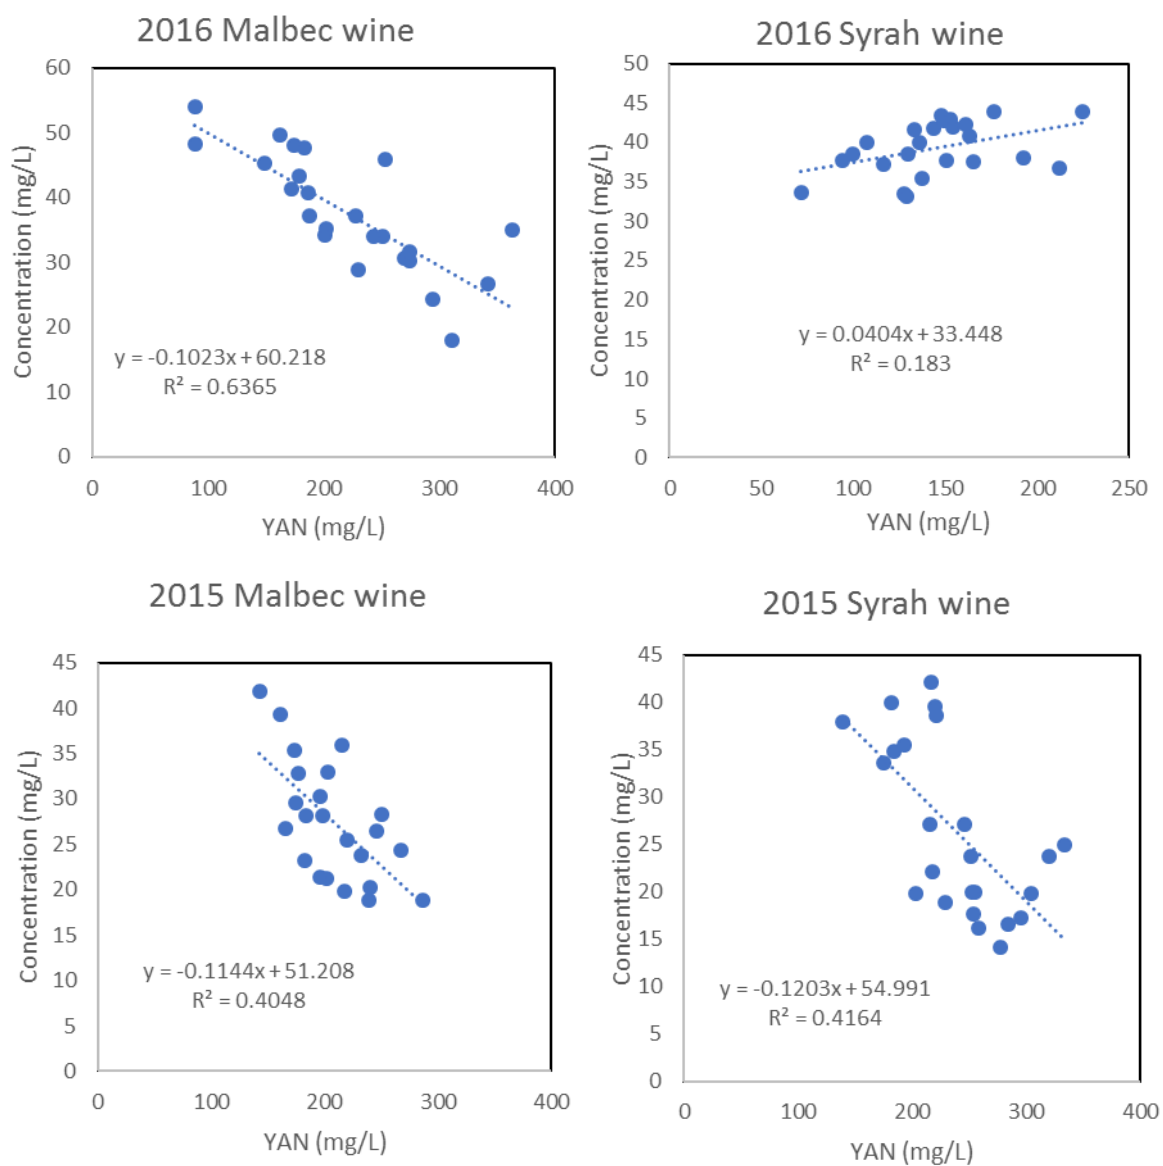 2016 Malbec wine
60
50
40
30
20
10
0
Concentration (mg/L)
y = -0.1023x + 60.218
R² = 0.6365
0 100 200 300 400
YAN (mg/L)
2016 Syrah wine
50
45
40
35
30
25
20
15
10
5
0
Concentration (mg/L)
y = 0.0404x + 33.448
R² = 0.183
0 50 100 150 200 250
YAN (mg/L)
2015 Malbec wine
45
40
35
30
25
20
15
10
5
0
Concentration (mg/L)
y = -0.1144x + 51.208
R² = 0.4048
0 100 200 300 400
YAN (mg/L)
2015 Syrah wine
45
40
35
30
25
20
15
10
5
0
Concentration (mg/L)
y = -0.1203x + 54.991
R² = 0.4164
0 100 200 300 400
YAN (mg/L)